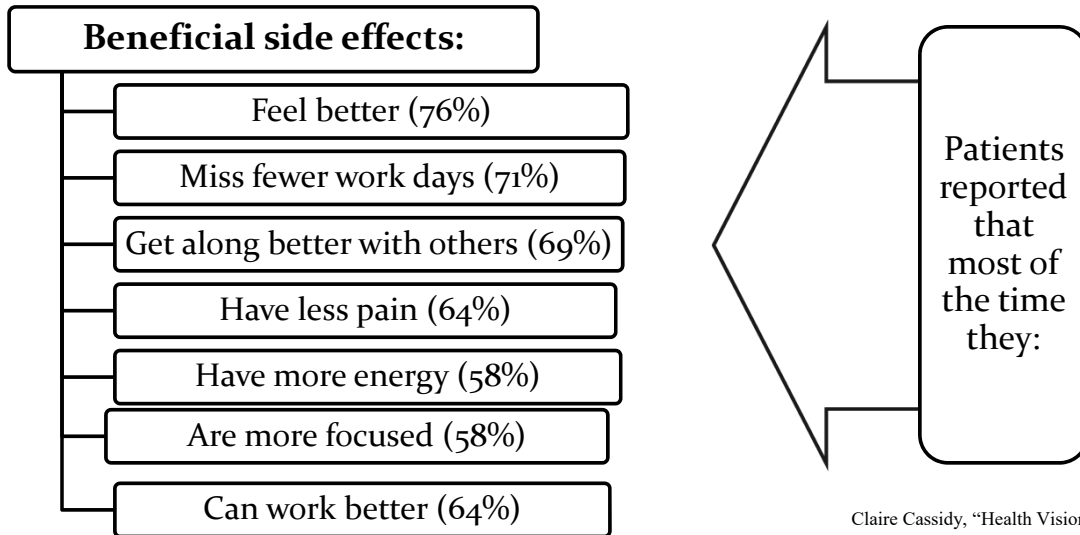 Beneficial side effects:
Feel better (76%)
Miss fewer work days (71%)
Get along better with others (69%)
Have less pain (64%)
Have more energy (58%)
Are more focused (58%)
Can work better (64%)
Patients
reported
that
most of
the time
they:
Claire Cassidy, “Health Vision